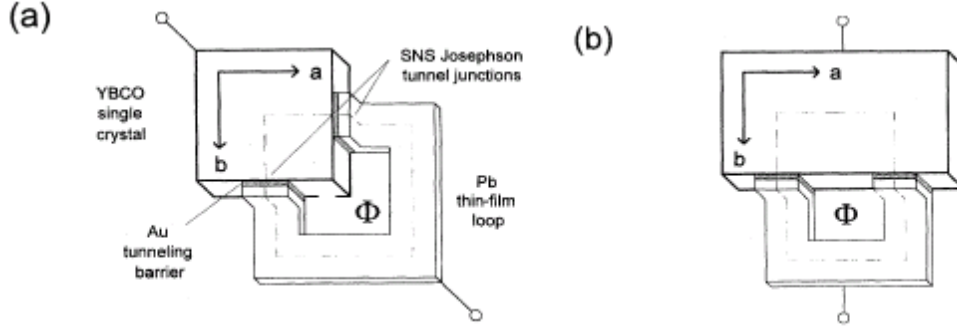 (a)
a
b
YBCO
single
crystal
SNS Josephson
tunnel junctions
Φ
Pb
thin-film
loop
Au
tunneling
barrier
(b)
a
b
Φ